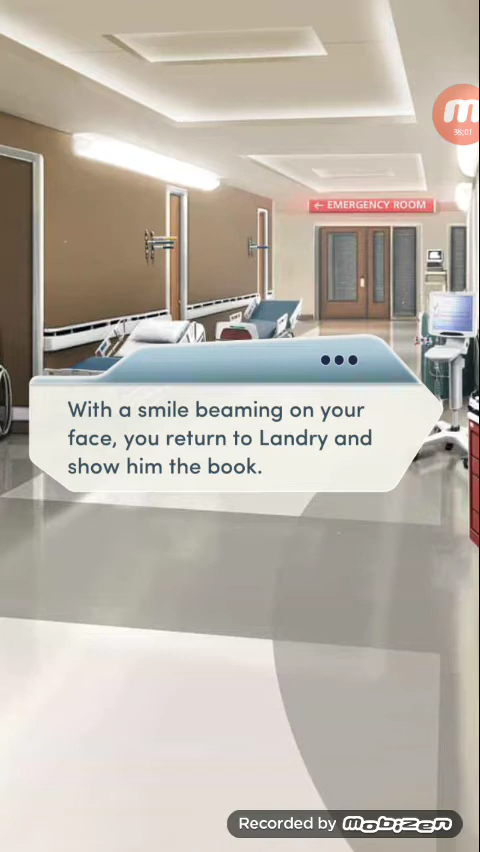 36:01
← EMERGENCY ROOM
With a smile beaming on your
face, you return to Landry and
show him the book.
Recorded by Mobizen